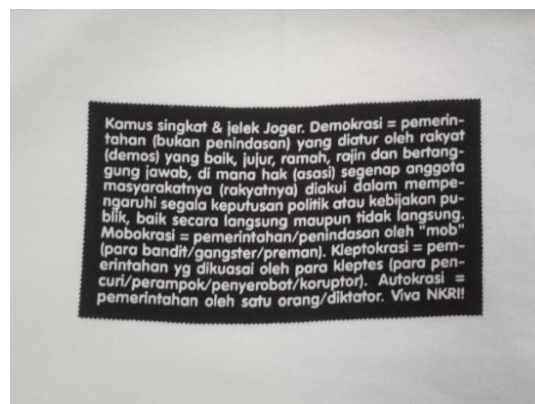 Kamus singkat & jelek Joger. Demokrasi = pemerin-
tahan (bukan penindasan) yang diatur oleh rakyat
(demos) yang baik, jujur, ramah, rajin dan bertang-
gung jawab, di mana hak (asasi) segenap anggota
masyarakatnya (rakyatnya) diakui dalam mempe-
ngaruhi segala keputusan politik atau kebijakan pu-
blik, baik secara langsung maupun tidak langsung.
Mobokrasi = pemerintahan/penindasan oleh "mob"
(para bandit/gangster/preman). Kleptokrasi = pem-
erintahan yg dikuasai oleh para kleptes (para pen-
curi/perampok/penyerobot/koruptor). Autokrasi =
pemerintahan oleh satu orang/diktator. Viva NKRI!